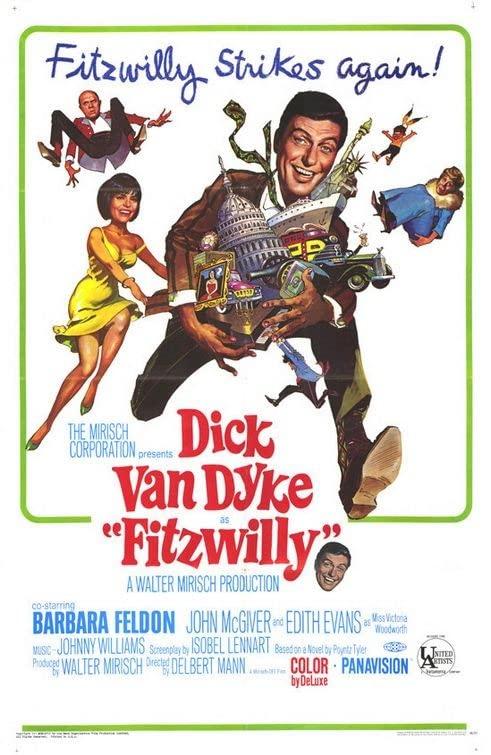 Fitzwilly Strikes again!
THE MIRISCH
CORPORATION presents
Dick
Van Dyke
as
"Fitzwilly"
A WALTER MIRISCH PRODUCTION
co-starring
BARBARA FELDON JOHN McGIVER and EDITH EVANS as Miss Victoria Woodworth
MUSIC-JOHNNY WILLIAMS Screenplay by ISOBEL LENNART Based on a Novel by Poyntz Tyler
Produced by WALTER MIRISCH Directed by DELBERT MANN
COLOR by DeLuxe · PANAVISION®
UNITED ARTISTS